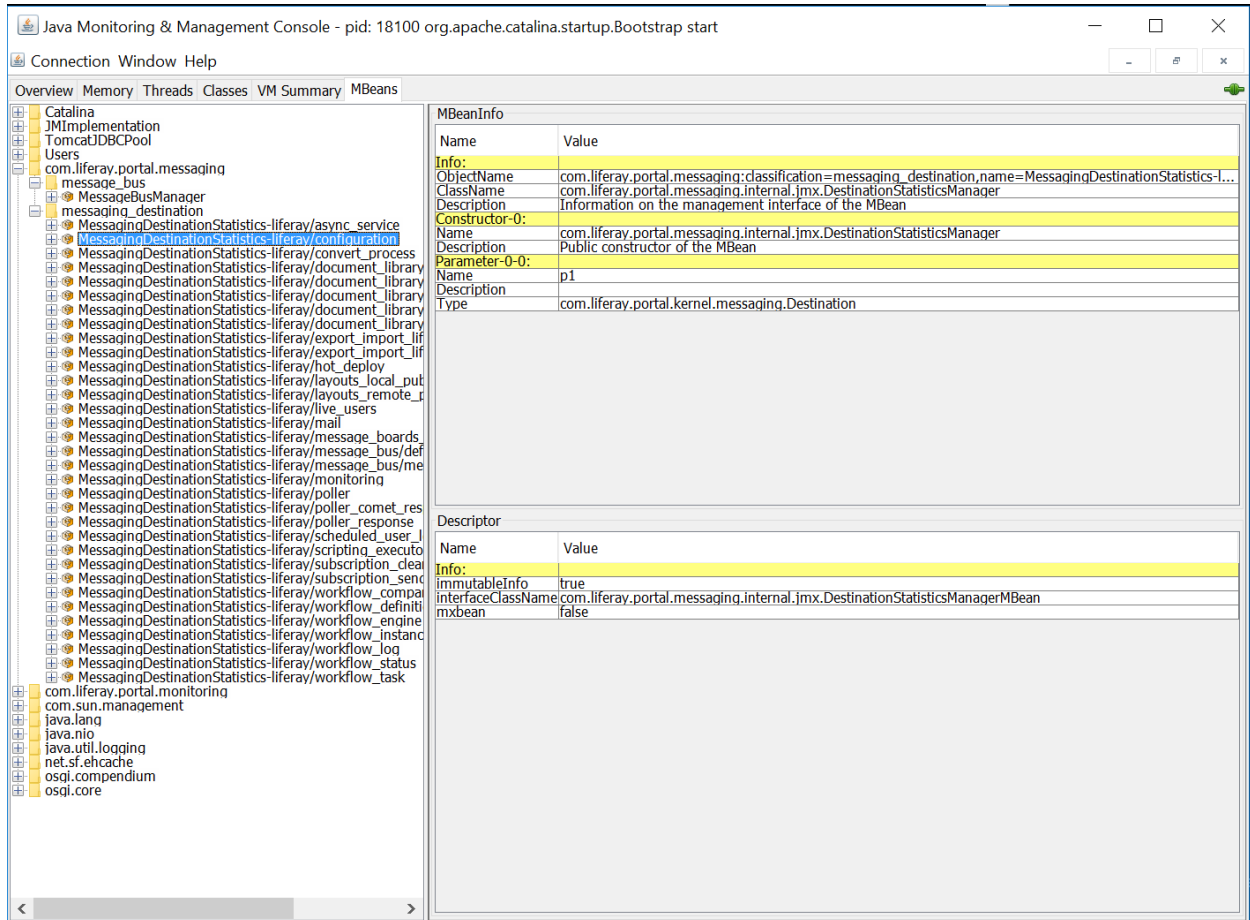 Java Monitoring & Management Console - pid: 18100 org.apache.catalina.startup.Bootstrap start
Connection Window Help
Overview Memory Threads Classes VM Summary MBeans
Catalina
JMImplementation
TomcatJDBCPool
Users
com.liferay.portal.messaging
message_bus
MessageBusManager
messaging_destination
MessagingDestinationStatistics-liferay/async_service
MessagingDestinationStatistics-liferay/configuration
MessagingDestinationStatistics-liferay/convert_process
MessagingDestinationStatistics-liferay/document_library
MessagingDestinationStatistics-liferay/document_library
MessagingDestinationStatistics-liferay/document_library
MessagingDestinationStatistics-liferay/document_library
MessagingDestinationStatistics-liferay/document_library
MessagingDestinationStatistics-liferay/export_import_lif
MessagingDestinationStatistics-liferay/export_import_lif
MessagingDestinationStatistics-liferay/hot_deploy
MessagingDestinationStatistics-liferay/layouts_local_pub
MessagingDestinationStatistics-liferay/layouts_remote_p
MessagingDestinationStatistics-liferay/live_users
MessagingDestinationStatistics-liferay/mail
MessagingDestinationStatistics-liferay/message_boards_
MessagingDestinationStatistics-liferay/message_bus/def
MessagingDestinationStatistics-liferay/message_bus/me
MessagingDestinationStatistics-liferay/monitoring
MessagingDestinationStatistics-liferay/poller
MessagingDestinationStatistics-liferay/poller_comet_res
MessagingDestinationStatistics-liferay/poller_response
MessagingDestinationStatistics-liferay/scheduled_user_l
MessagingDestinationStatistics-liferay/scripting_executo
MessagingDestinationStatistics-liferay/subscription_clea
MessagingDestinationStatistics-liferay/subscription_send
MessagingDestinationStatistics-liferay/workflow_compar
MessagingDestinationStatistics-liferay/workflow_definiti
MessagingDestinationStatistics-liferay/workflow_engine
MessagingDestinationStatistics-liferay/workflow_instanc
MessagingDestinationStatistics-liferay/workflow_log
MessagingDestinationStatistics-liferay/workflow_status
MessagingDestinationStatistics-liferay/workflow_task
com.liferay.portal.monitoring
com.sun.management
java.lang
java.nio
java.util.logging
net.sf.ehcache
osgi.compendium
osgi.core
MBeanInfo
Name Value
Info:
ObjectName com.liferay.portal.messaging:classification=messaging_destination,name=MessagingDestinationStatistics-l...
ClassName com.liferay.portal.messaging.internal.jmx.DestinationStatisticsManager
Description Information on the management interface of the MBean
Constructor-0:
Name com.liferay.portal.messaging.internal.jmx.DestinationStatisticsManager
Description Public constructor of the MBean
Parameter-0-0:
Name p1
Description
Type com.liferay.portal.kernel.messaging.Destination
Descriptor
Name Value
Info:
immutableInfo true
interfaceClassName com.liferay.portal.messaging.internal.jmx.DestinationStatisticsManagerMBean
mxbean false